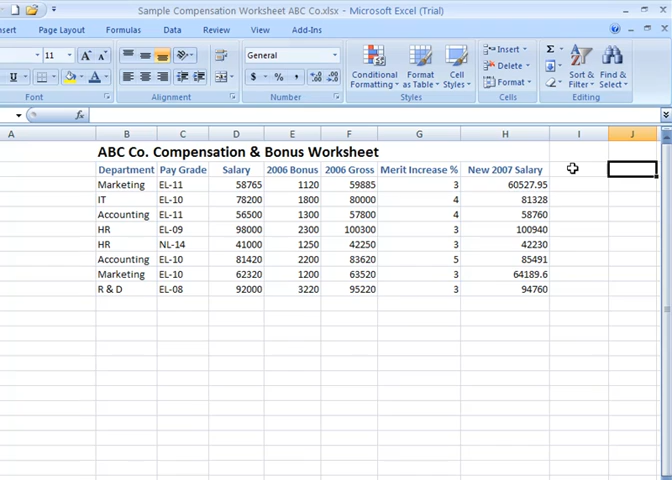 Sample Compensation Worksheet ABC Co.xlsx - Microsoft Excel (Trial)
Page Layout Formulas Data Review View Add-Ins
11 A A General Conditional Formatting Format as Table Cell Styles Insert Delete Format Σ Sort & Filter Find & Select
U A $ % ,
Font Alignment Number Styles Cells Editing
fx
A B C D E F G H I J
ABC Co. Compensation & Bonus Worksheet
Department Pay Grade Salary 2006 Bonus 2006 Gross Merit Increase % New 2007 Salary
Marketing EL-11 58765 1120 59885 3 60527.95
IT EL-10 78200 1800 80000 4 81328
Accounting EL-11 56500 1300 57800 4 58760
HR EL-09 98000 2300 100300 3 100940
HR NL-14 41000 1250 42250 3 42230
Accounting EL-10 81420 2200 83620 5 85491
Marketing EL-10 62320 1200 63520 3 64189.6
R & D EL-08 92000 3220 95220 3 94760